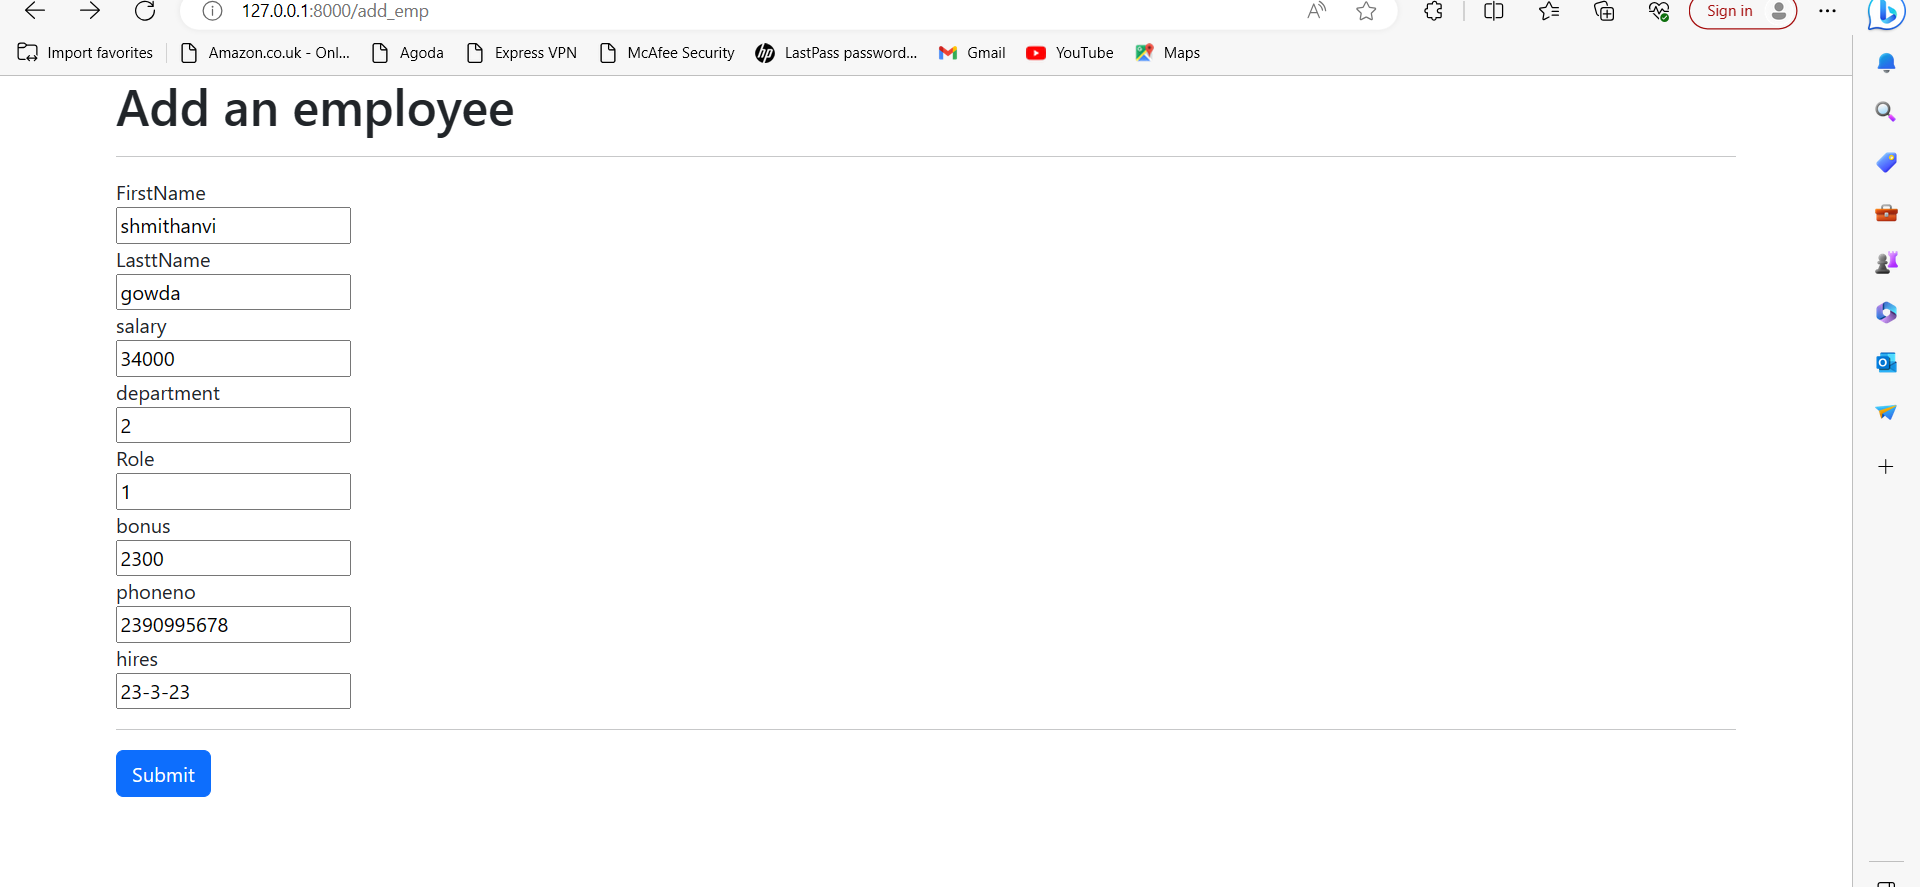 127.0.0.1:8000/add_emp
A
Sign in
Import favorites Amazon.co.uk - Onl... Agoda Express VPN hp McAfee Security LastPass password... Gmail YouTube Maps
Add an employee
FirstName
shmithanvi
LasttName
gowda
salary
34000
department
2
Role
1
bonus
2300
phoneno
2390995678
hires
23-3-23
Submit